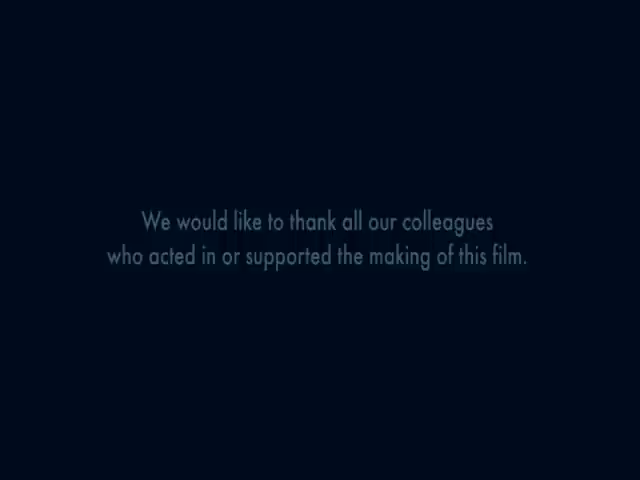 We would like to thank all our colleagues
who acted in or supported the making of this film.